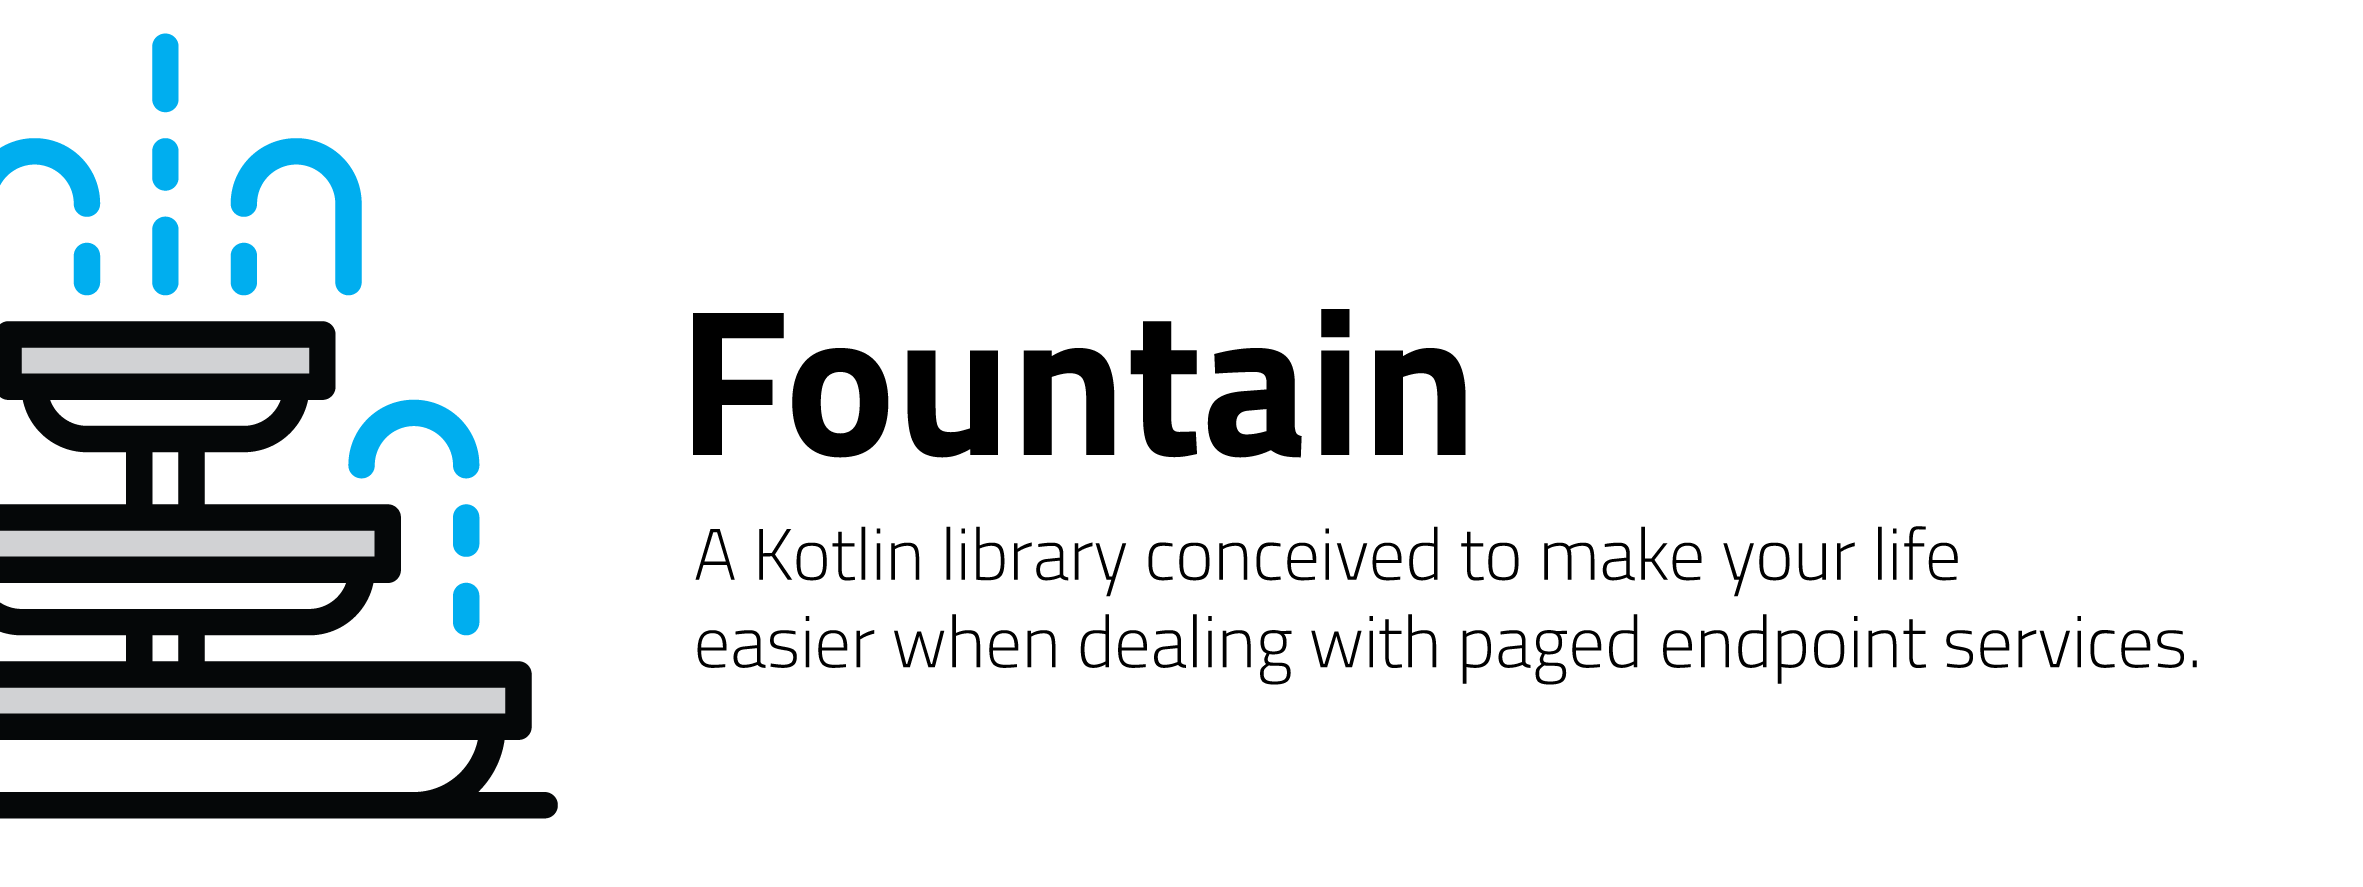 Fountain
A Kotlin library conceived to make your life
easier when dealing with paged endpoint services.